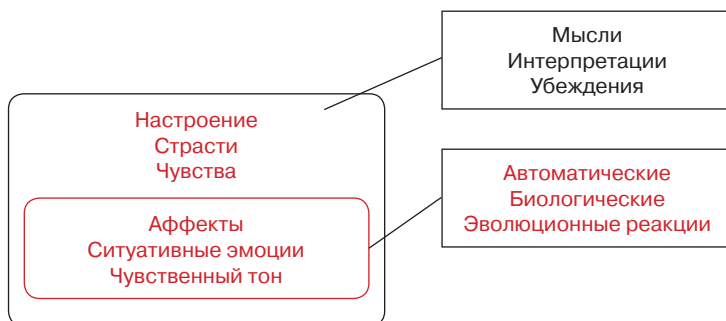 Мысли
Интерпретации
Убеждения
Настроение
Страсти
Чувства
Автоматические
Биологические
Эволюционные реакции
Аффекты
Ситуативные эмоции
Чувственный тон